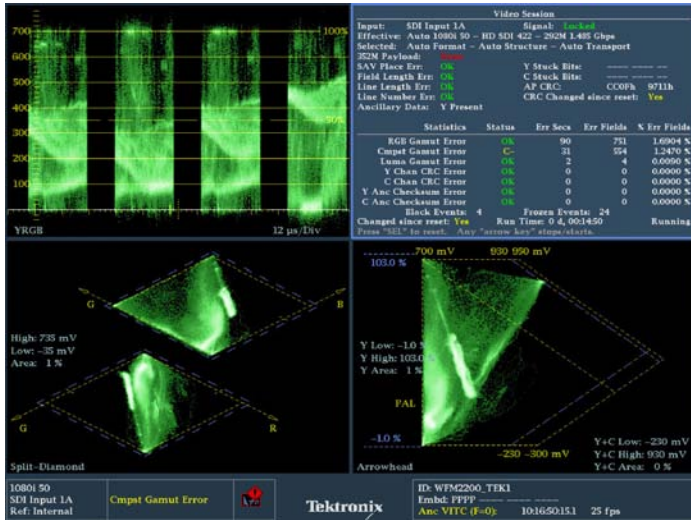 700
600
500
400
300
200
100
100%
50%
YRGB
12 µs/Div
Video Session
Input: SDI Input 1A Signal: Locked
Effective: Auto 1080i 50 - HD SDI 422 - 292M 1.485 Gbps
Selected: Auto Format - Auto Structure - Auto Transport
352M Payload:
SAV Place Err: OK Y Stuck Bits: ---- ---- --
Field Length Err: OK C Stuck Bits: ---- ---- --
Line Length Err: OK AP CRC: CC0Fh 9711h
Line Number Err: OK CRC Changed since reset: Yes
Ancillary Data: Y Present
Statistics Status Err Secs Err Fields % Err Fields
RGB Gamut Error OK 90 751 1.6904 %
Cmpst Gamut Error C- 31 554 1.2470 %
Luma Gamut Error OK 2 4 0.0090 %
Y Chan CRC Error OK 0 0 0.0000 %
C Chan CRC Error OK 0 0 0.0000 %
Y Anc Checksum Error OK 0 0 0.0000 %
C Anc Checksum Error OK 0 0 0.0000 %
Black Events: 4 Frozen Events: 24
Changed since reset: Yes Run Time: 0 d, 00:14:50 Running
Press "SEL" to reset. Any "arrow key" stops/starts.
G
B
High: 735 mV
Low: -35 mV
Area: 1 %
G
R
Split-Diamond
700 mV 930 950 mV
103.0 %
Y Low: -1.0 %
Y High: 103.0
Y Area: 1 %
PAL
-1.0 %
-230 -300 mV
Y+C Low: -230 mV
Y+C High: 930 mV
Y+C Area: 0 %
Arrowhead
1080i 50
SDI Input 1A
Ref: Internal
Cmpst Gamut Error
Tektronix
ID: WFM2200_TEK1
Embd: PPPP ---- ---- ----
Anc VITC (F=0): 10:16:50:15.1 25 fps